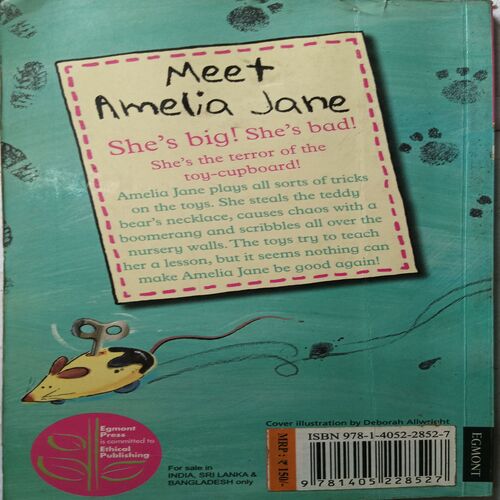 Meet
Amelia Jane
She's big! She's bad!
She's the terror of the
toy-cupboard!
Amelia Jane plays all sorts of tricks
on the toys. She steals the teddy
bear's necklace, causes chaos with a
boomerang and scribbles all over the
nursery walls. The toys try to teach
her a lesson, but it seems nothing can
make Amelia Jane be good again!
Cover illustration by Deborah Allwright
Egmont
Press
is committed to
Ethical
Publishing
For sale in
INDIA, SRI LANKA &
BANGLADESH only
MRP: ₹ 150/-
ISBN 978-1-4052-2852-7
9 781405 228527
EGMONT